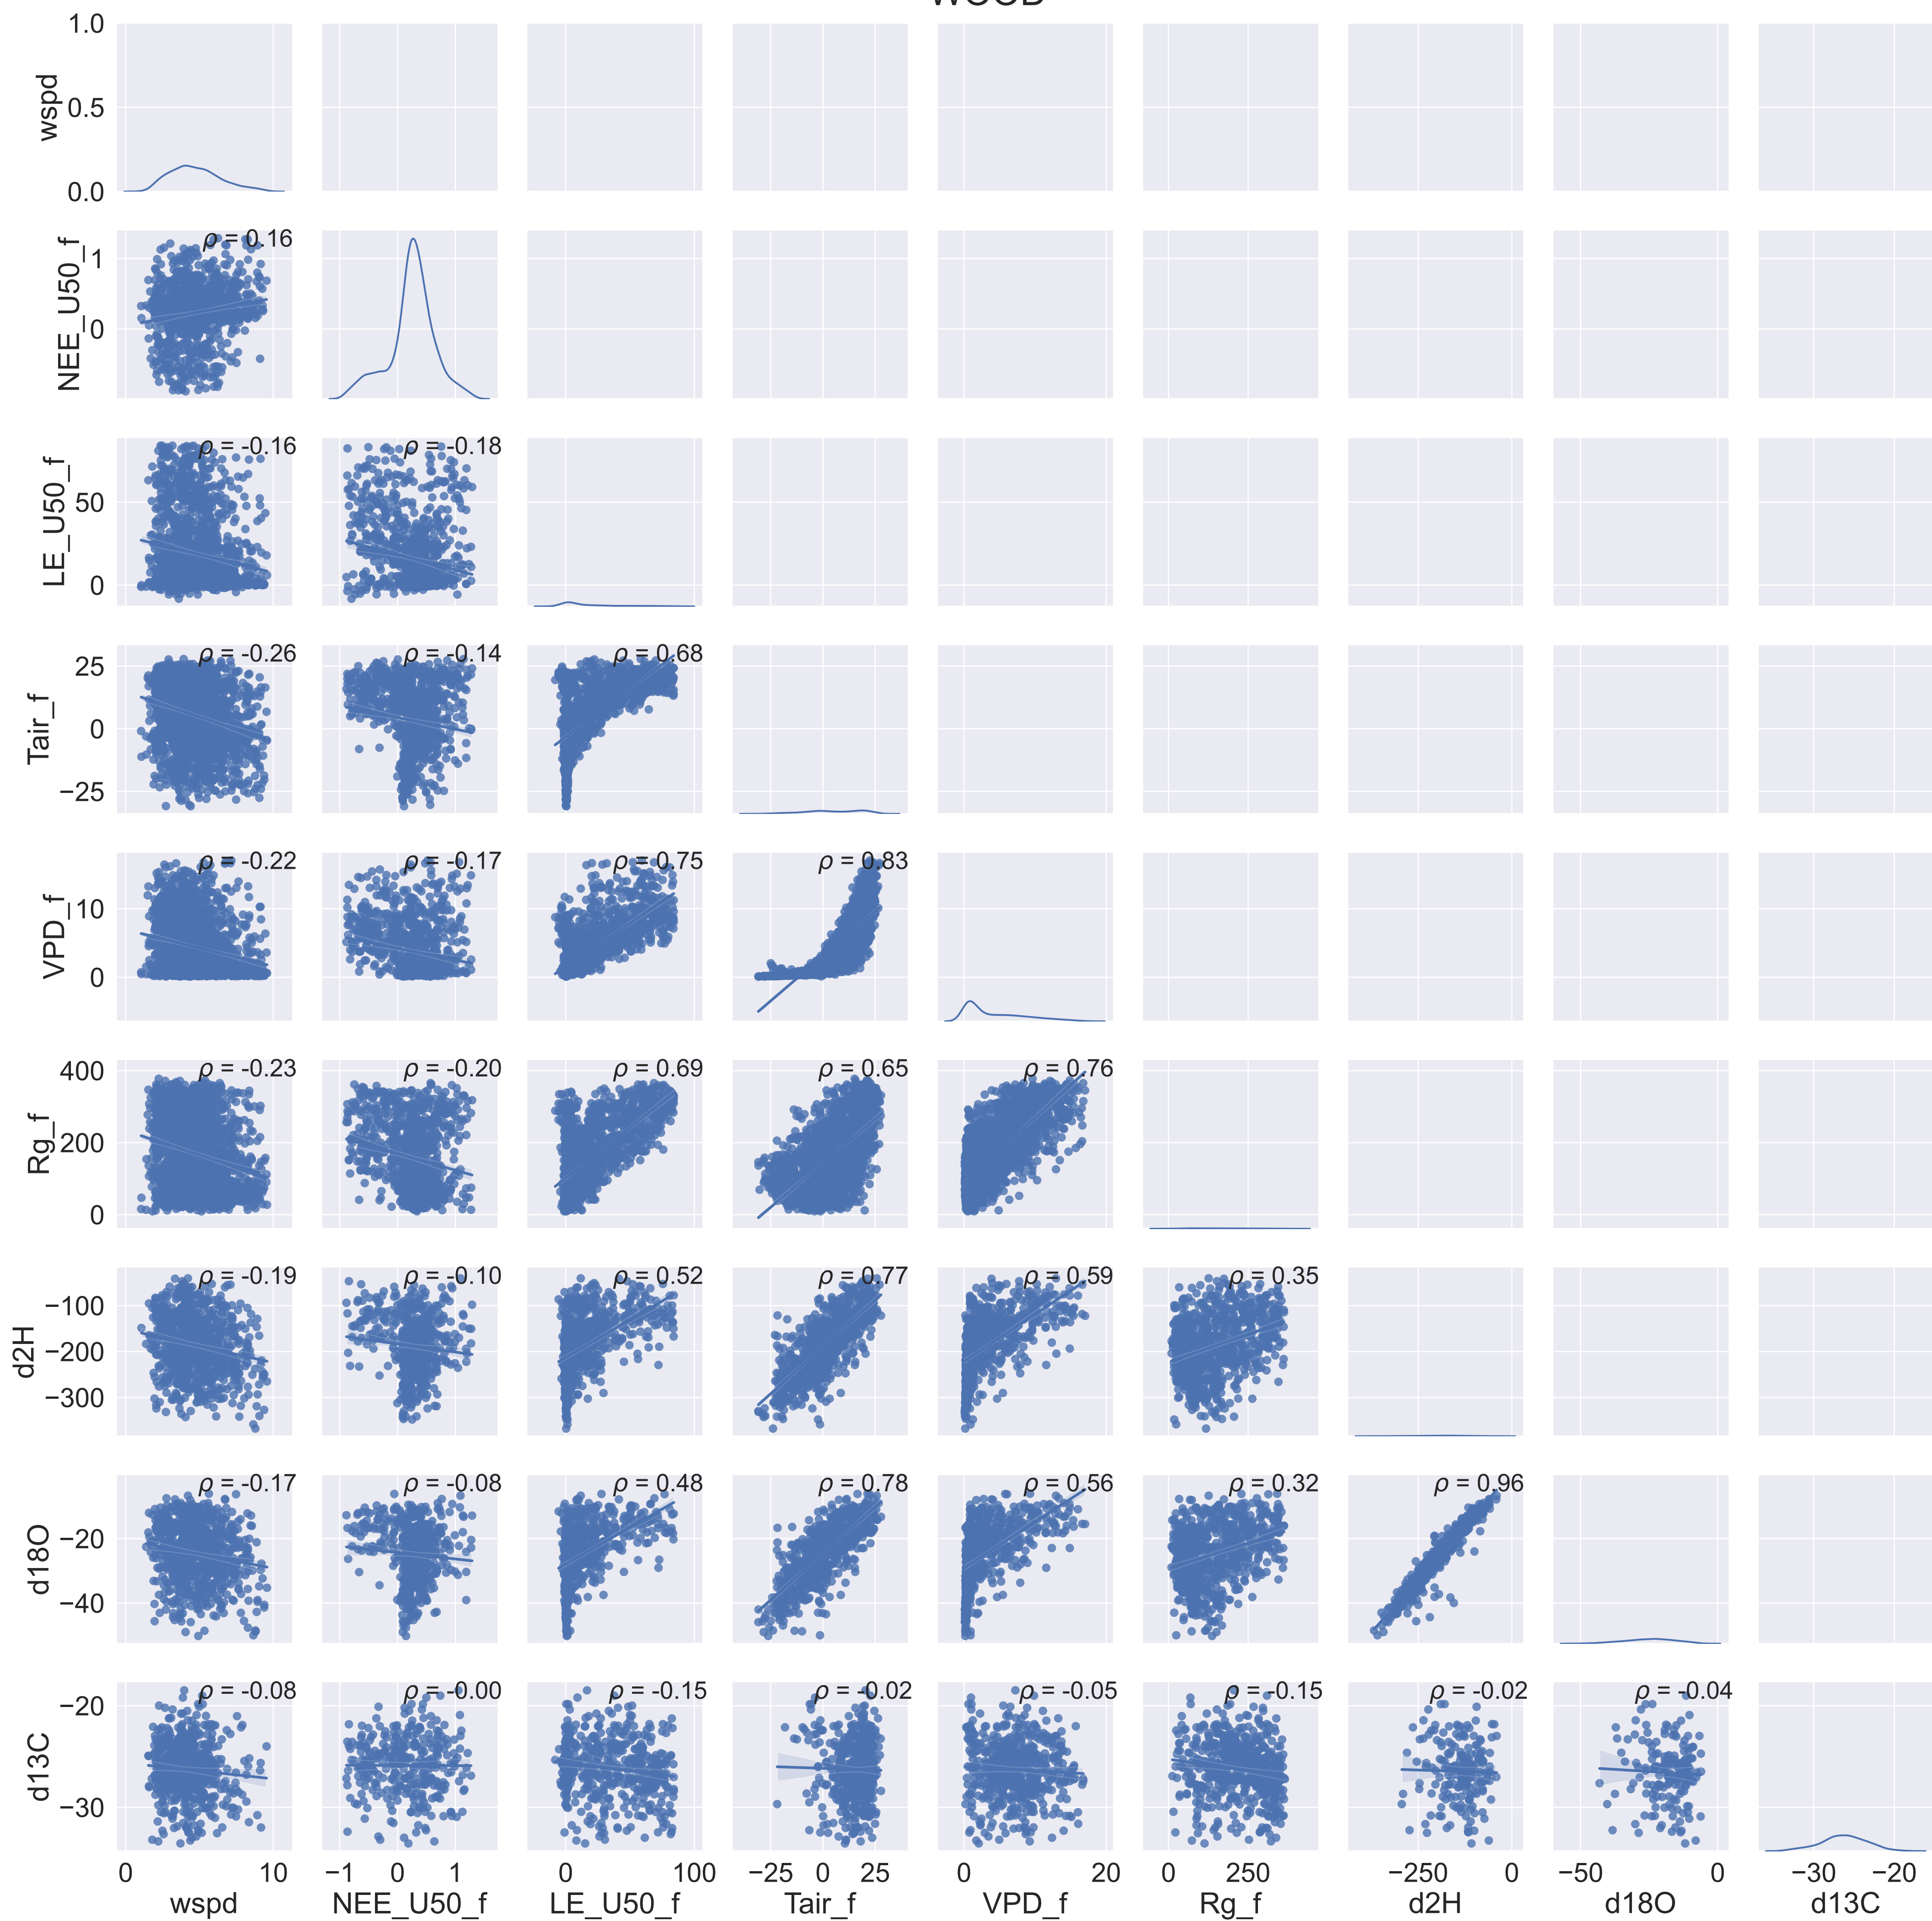 1.0
0.5
0.0
wspd
ρ = 0.16
1
0
NEE_U50_f
ρ = -0.16
ρ = -0.18
50
0
LE_U50_f
ρ = -0.26
ρ = -0.14
ρ = 0.68
25
0
−25
Tair_f
ρ = -0.22
ρ = -0.17
ρ = 0.75
ρ = 0.83
10
0
VPD_f
ρ = -0.23
ρ = -0.20
ρ = 0.69
ρ = 0.65
ρ = 0.76
400
200
0
Rg_f
ρ = -0.19
ρ = -0.10
ρ = 0.52
ρ = 0.77
ρ = 0.59
ρ = 0.35
−100
−200
−300
d2H
ρ = -0.17
ρ = -0.08
ρ = 0.48
ρ = 0.78
ρ = 0.56
ρ = 0.32
ρ = 0.96
−20
−40
d18O
ρ = -0.08
ρ = -0.00
ρ = -0.15
ρ = -0.02
ρ = -0.05
ρ = -0.15
ρ = -0.02
ρ = -0.04
−20
−30
d13C
0 10 −1 0 1 0 100 −25 0 25 0 20 0 250 −250 0 −50 0 −30 −20
wspd NEE_U50_f LE_U50_f Tair_f VPD_f Rg_f d2H d18O d13C